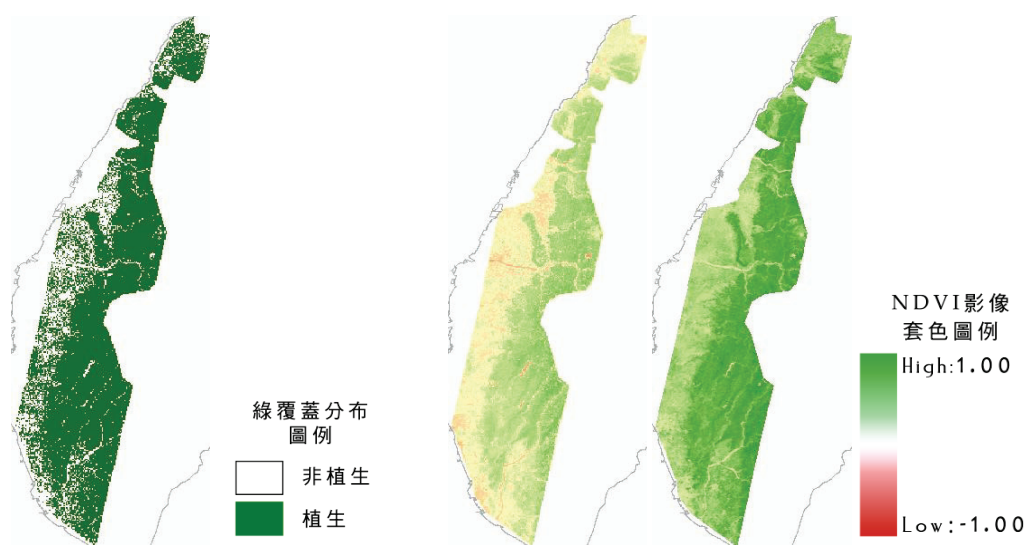 綠覆蓋分布
圖例
非植生
植生
NDVI影像
套色圖例
High:1.00
Low:-1.00